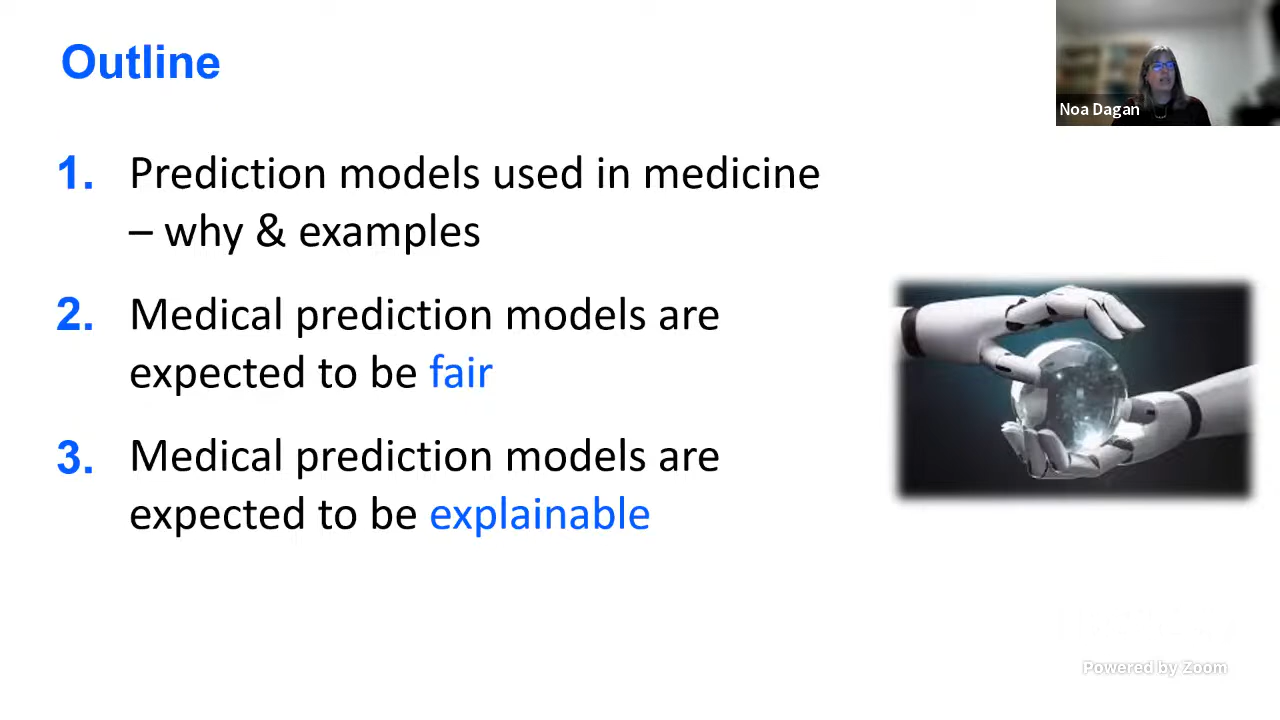 Outline
Noa Dagan
1. Prediction models used in medicine
– why & examples
2. Medical prediction models are
expected to be fair
3. Medical prediction models are
expected to be explainable
Powered by Zoom